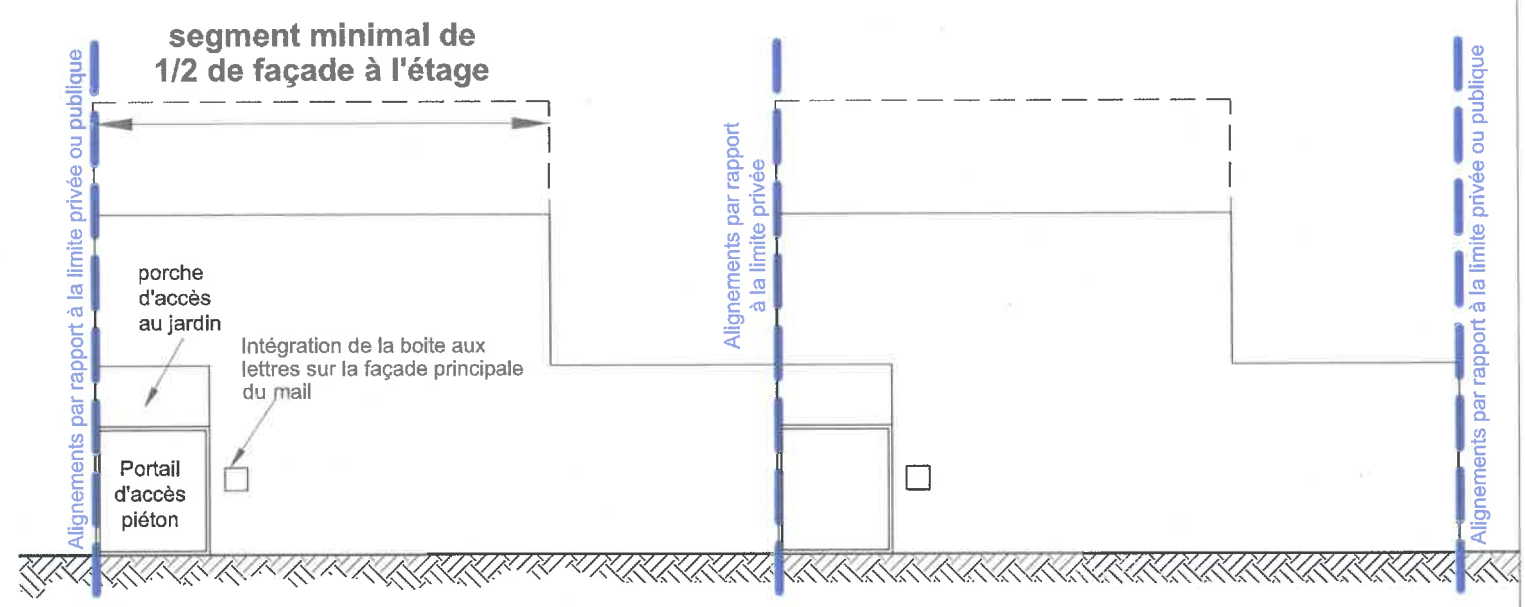 segment minimal de
1/2 de façade à l'étage
Alignements par rapport à la limite privée ou publique
porche
d'accès
au jardin
Intégration de la boite aux
lettres sur la façade principale
du mail
Portail
d'accès
piéton
Alignements par rapport
à la limite privée
Alignements par rapport à la limite privée ou publique